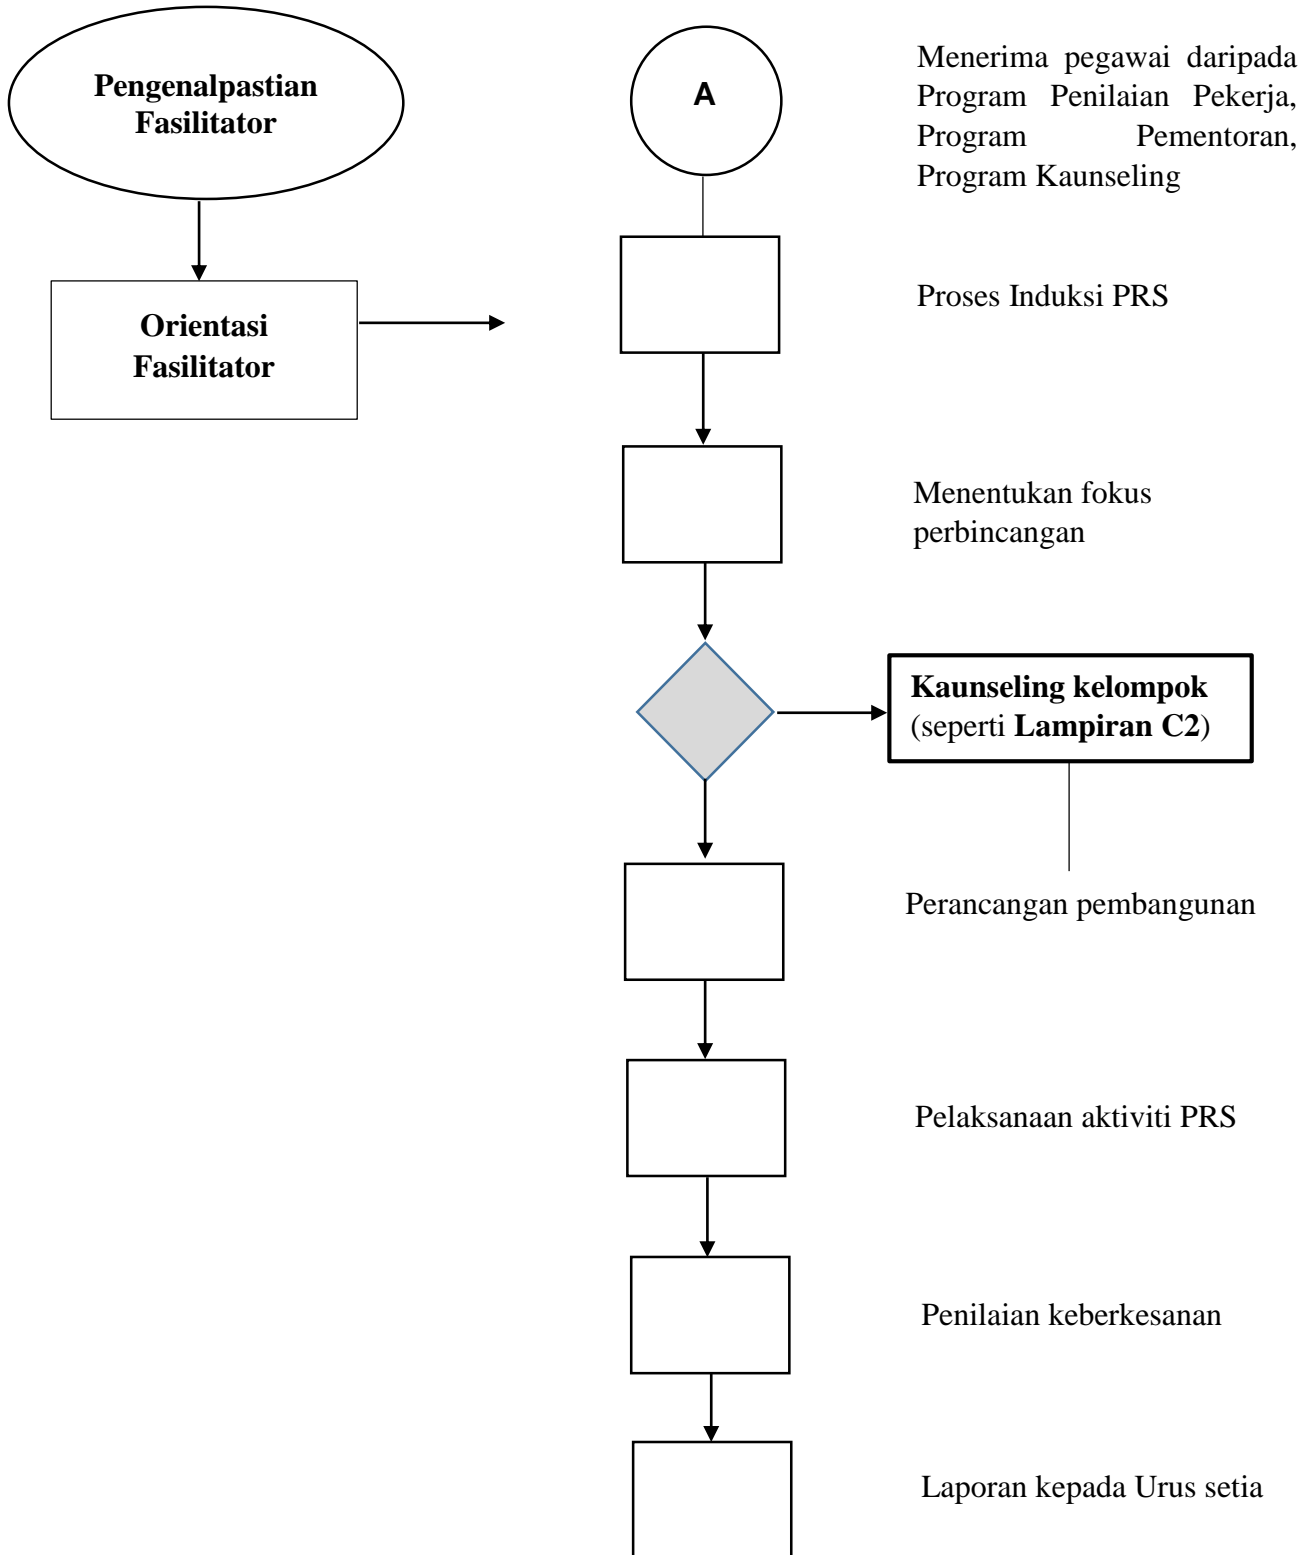 Pengenalpastian
Fasilitator
Orientasi
Fasilitator
A
Menerima pegawai daripada
Program Penilaian Pekerja,
Program Pementoran,
Program Kaunseling
Proses Induksi PRS
Menentukan fokus
perbincangan
Kaunseling kelompok
(seperti Lampiran C2)
Perancangan pembangunan
Pelaksanaan aktiviti PRS
Penilaian keberkesanan
Laporan kepada Urus setia